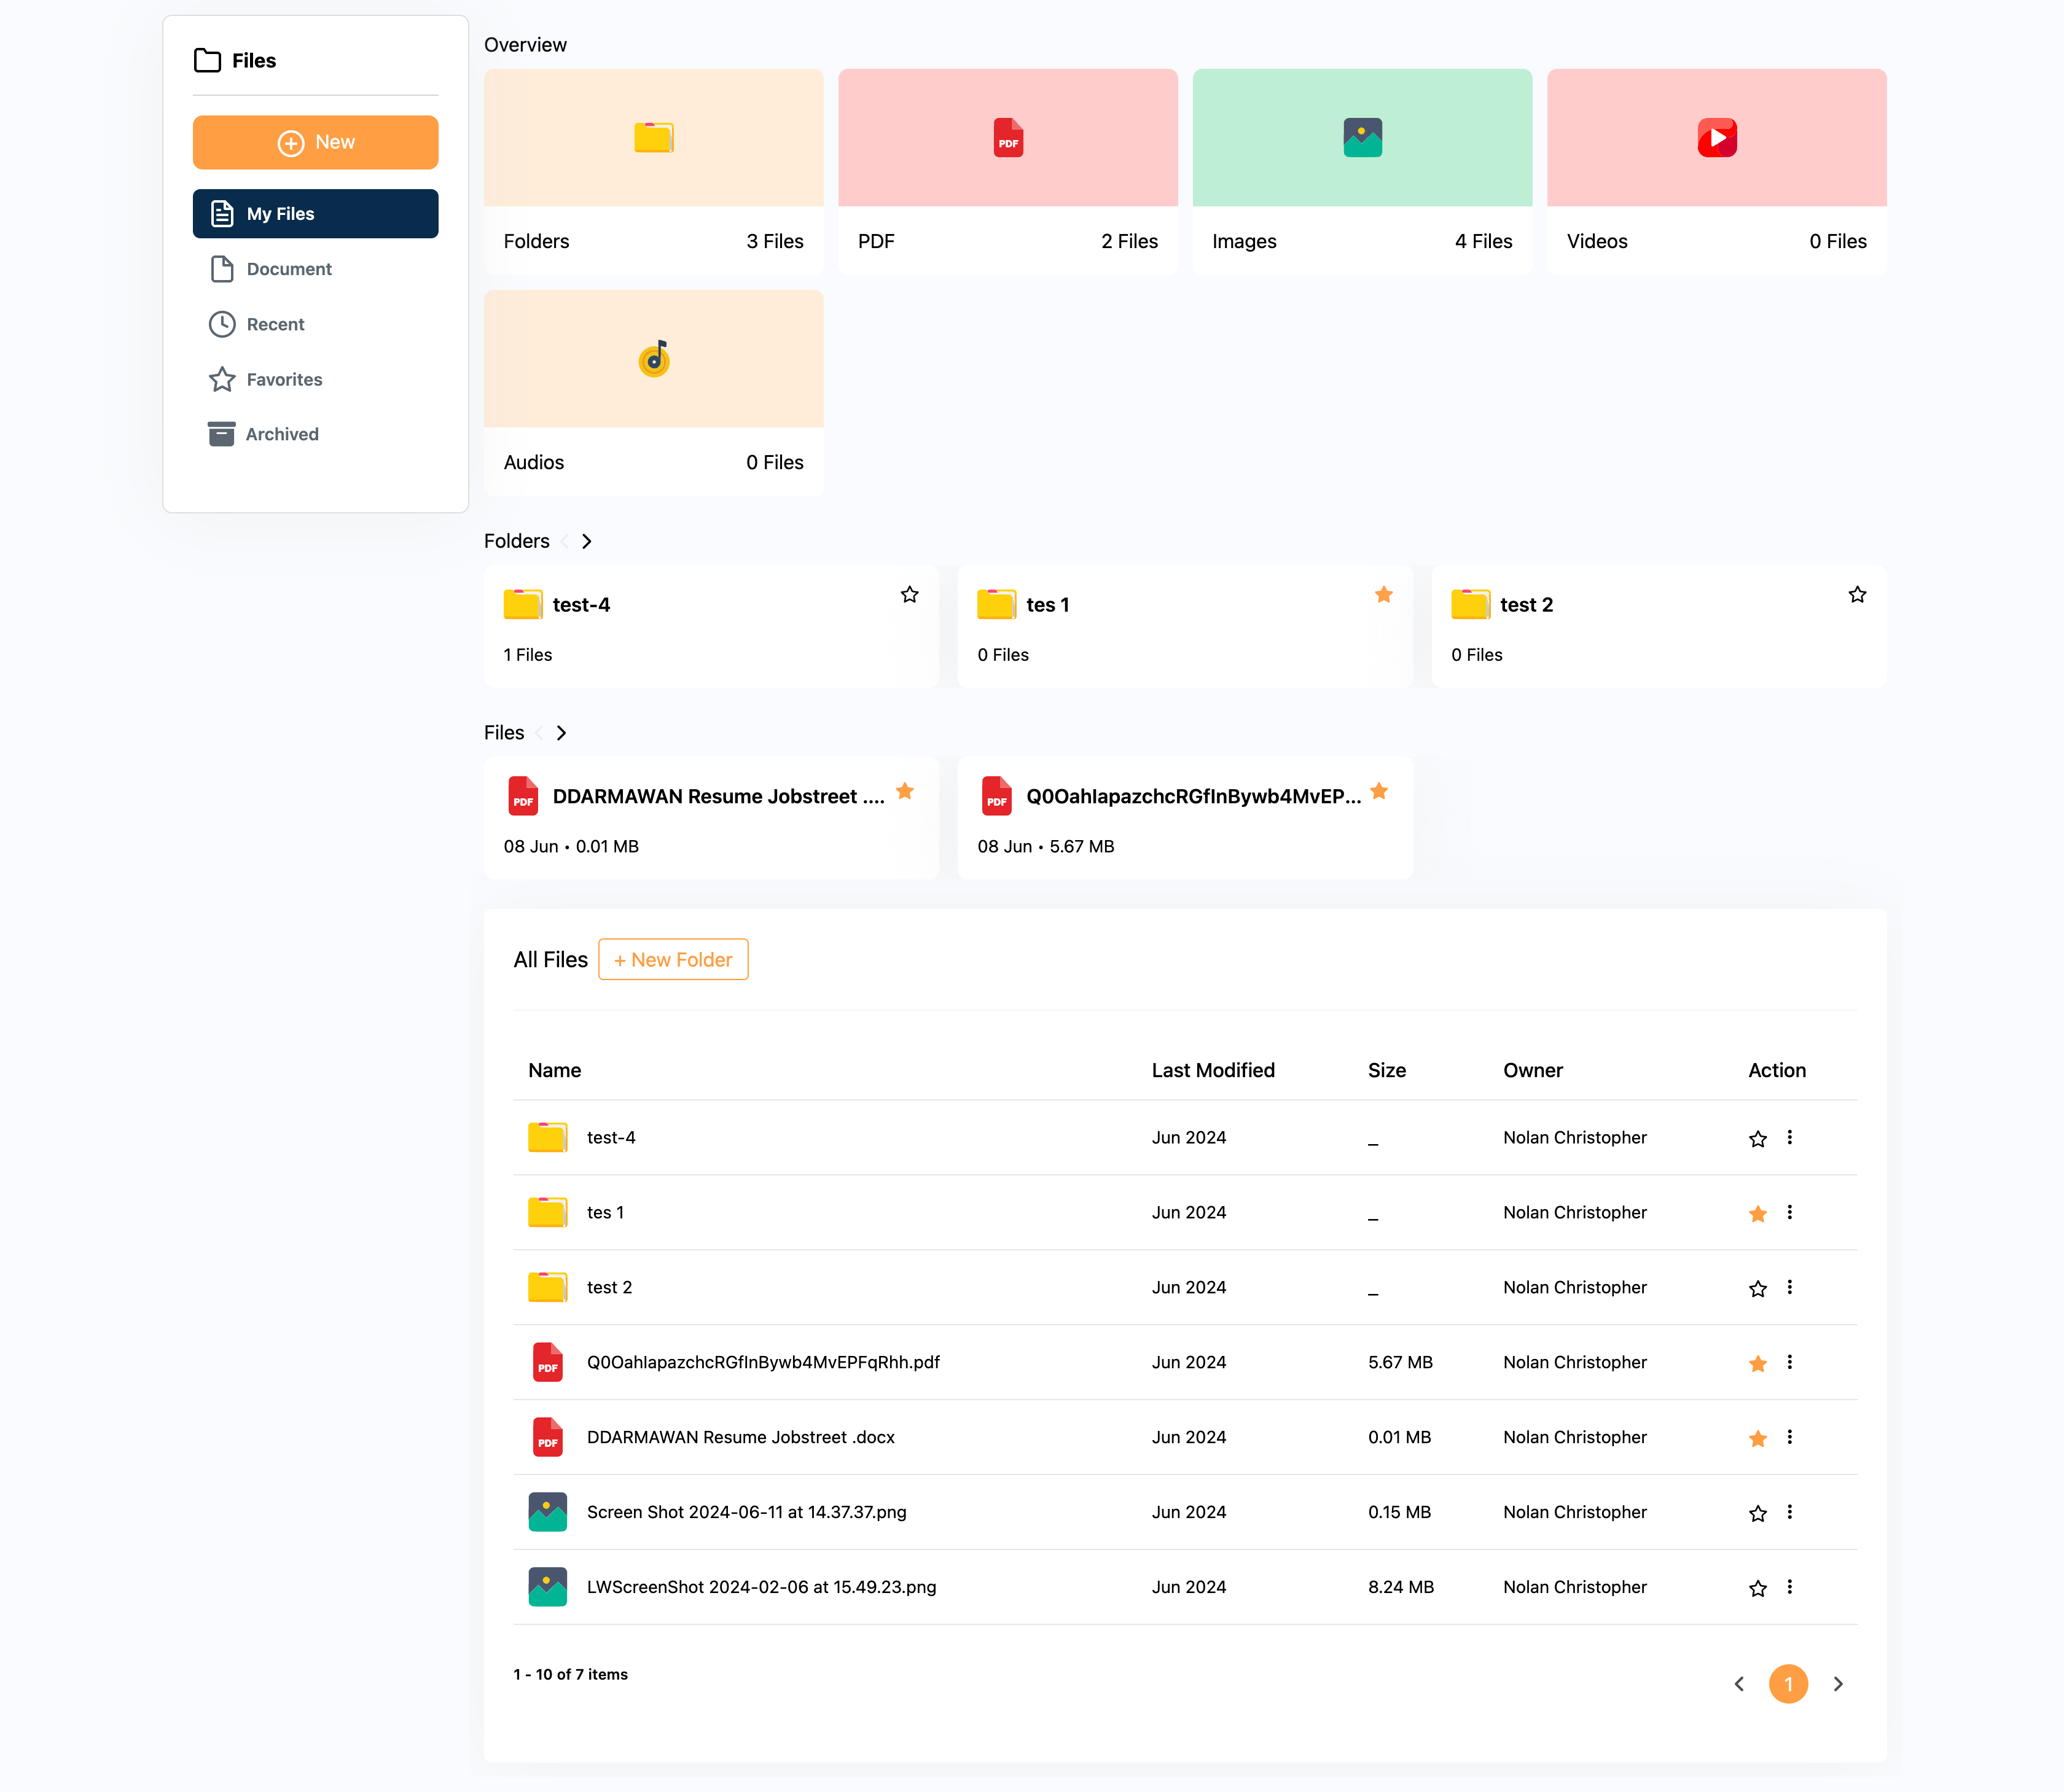 Files
New
My Files
Document
Recent
Favorites
Archived
Overview
Folders 3 Files
PDF
PDF 2 Files
Images 4 Files
Videos 0 Files
Audios 0 Files
Folders
test-4
1 Files
tes 1
0 Files
test 2
0 Files
Files
PDF DDARMAWAN Resume Jobstreet ....
08 Jun • 0.01 MB
PDF Q0OahIapazchcRGfInBywb4MvEP...
08 Jun • 5.67 MB
All Files + New Folder
Name Last Modified Size Owner Action
test-4 Jun 2024 _ Nolan Christopher
tes 1 Jun 2024 _ Nolan Christopher
test 2 Jun 2024 _ Nolan Christopher
PDF Q0OahIapazchcRGfInBywb4MvEPFqRhh.pdf Jun 2024 5.67 MB Nolan Christopher
PDF DDARMAWAN Resume Jobstreet .docx Jun 2024 0.01 MB Nolan Christopher
Screen Shot 2024-06-11 at 14.37.37.png Jun 2024 0.15 MB Nolan Christopher
LWScreenShot 2024-02-06 at 15.49.23.png Jun 2024 8.24 MB Nolan Christopher
1 - 10 of 7 items
1